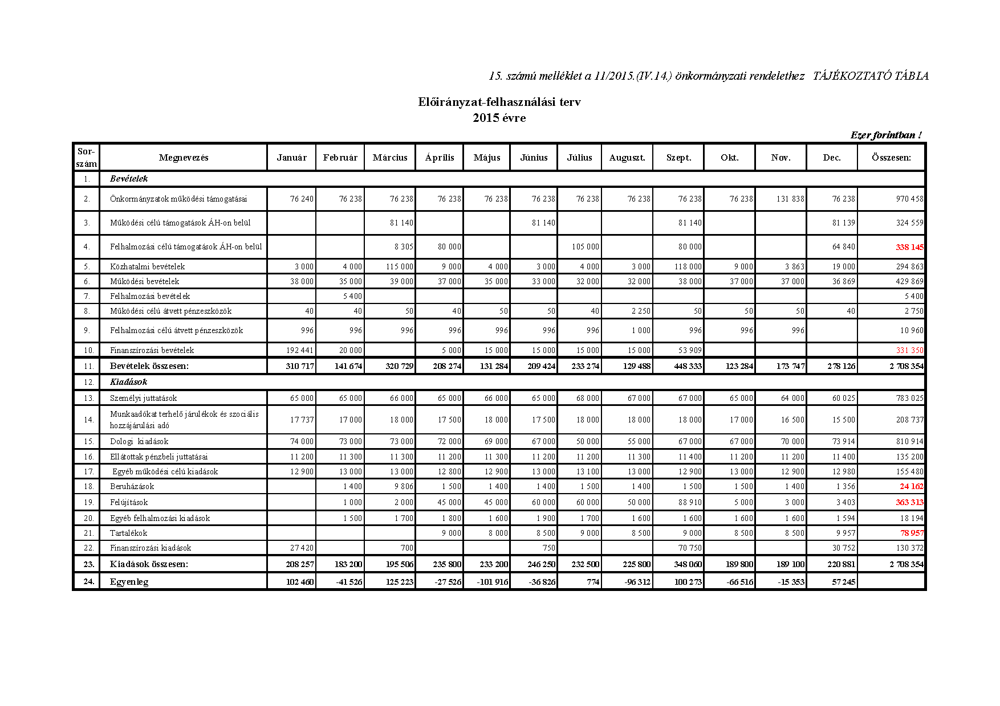 15. számú melléklet a 11/2015.(IV.14.) önkormányzati rendelethez TÁJÉKOZTATÓ TÁBLA
Előirányzat-felhasználási terv
2015 évre
Ezer forintban !
Sor-szám Megnevezés Január Február Március Április Május Június Július Auguszt. Szept. Okt. Nov. Dec. Összesen:
1. Bevételek
2. Önkormányzatok működési támogatásai 76 240 76 238 76 238 76 238 76 238 76 238 76 238 76 238 76 238 76 238 131 838 76 238 970 458
3. Működési célú támogatások ÁH-on belül 81 140 81 140 81 140 81 139 324 559
4. Felhalmozási célú támogatások ÁH-on belül 8 305 80 000 105 000 80 000 64 840 338 145
5. Közhatalmi bevételek 3 000 4 000 115 000 9 000 4 000 3 000 4 000 3 000 118 000 9 000 3 863 19 000 294 863
6. Működési bevételek 38 000 35 000 39 000 37 000 35 000 33 000 32 000 32 000 38 000 37 000 37 000 36 869 429 869
7. Felhalmozási bevételek 5 400 5 400
8. Működési célú átvett pénzeszközök 40 40 50 40 50 50 40 2 250 50 50 50 40 2 750
9. Felhalmozási célú átvett pénzeszközök 996 996 996 996 996 996 996 1 000 996 996 996 10 960
10. Finanszírozási bevételek 192 441 20 000 5 000 15 000 15 000 15 000 15 000 53 909 331 350
11. Bevételek összesen: 310 717 141 674 320 729 208 274 131 284 209 424 233 274 129 488 448 333 123 284 173 747 278 126 2 708 354
12. Kiadások
13. Személyi juttatások 65 000 65 000 66 000 65 000 66 000 65 000 68 000 67 000 67 000 65 000 64 000 60 025 783 025
14. Munkaadókat terhelő járulékok és szociális hozzájárulási adó 17 737 17 000 18 000 17 500 18 000 17 500 18 000 18 000 18 000 17 000 16 500 15 500 208 737
15. Dologi kiadások 74 000 73 000 73 000 72 000 69 000 67 000 50 000 55 000 67 000 67 000 70 000 73 914 810 914
16. Ellátottak pénzbeli juttatásai 11 200 11 300 11 300 11 200 11 300 11 200 11 200 11 300 11 400 11 200 11 200 11 400 135 200
17. Egyéb működési célú kiadások 12 900 13 000 13 000 12 800 12 900 13 000 13 100 13 000 12 900 13 000 12 900 12 980 155 480
18. Beruházások 1 400 9 806 1 500 1 400 1 400 1 500 1 400 1 500 1 500 1 400 1 356 24 162
19. Felújítások 1 000 2 000 45 000 45 000 60 000 60 000 50 000 88 910 5 000 3 000 3 403 363 313
20. Egyéb felhalmozási kiadások 1 500 1 700 1 800 1 600 1 900 1 700 1 600 1 600 1 600 1 600 1 594 18 194
21. Tartalékok 9 000 8 000 8 500 9 000 8 500 9 000 8 500 8 500 9 957 78 957
22. Finanszírozási kiadások 27 420 700 750 70 750 30 752 130 372
23. Kiadások összesen: 208 257 183 200 195 506 235 800 233 200 246 250 232 500 225 800 348 060 189 800 189 100 220 881 2 708 354
24. Egyenleg 102 460 -41 526 125 223 -27 526 -101 916 -36 826 774 -96 312 100 273 -66 516 -15 353 57 245